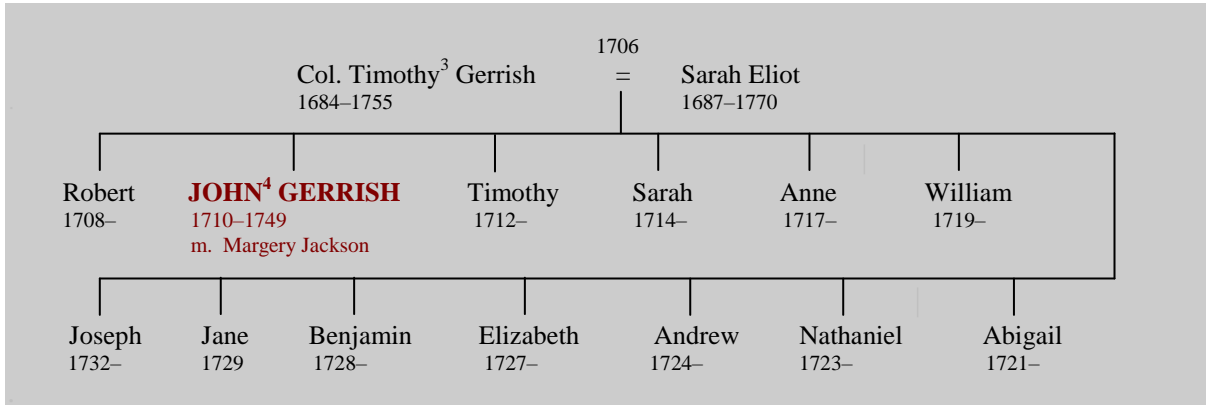 1706
Col. Timothy3 Gerrish = Sarah Eliot
1684–1755 1687–1770
Robert JOHN4 GERRISH Timothy Sarah Anne William
1708- 1710–1749 1712– 1714– 1717– 1719–
m. Margery Jackson
Joseph Jane Benjamin Elizabeth Andrew Nathaniel Abigail
1732– 1729 1728– 1727– 1724– 1723– 1721–